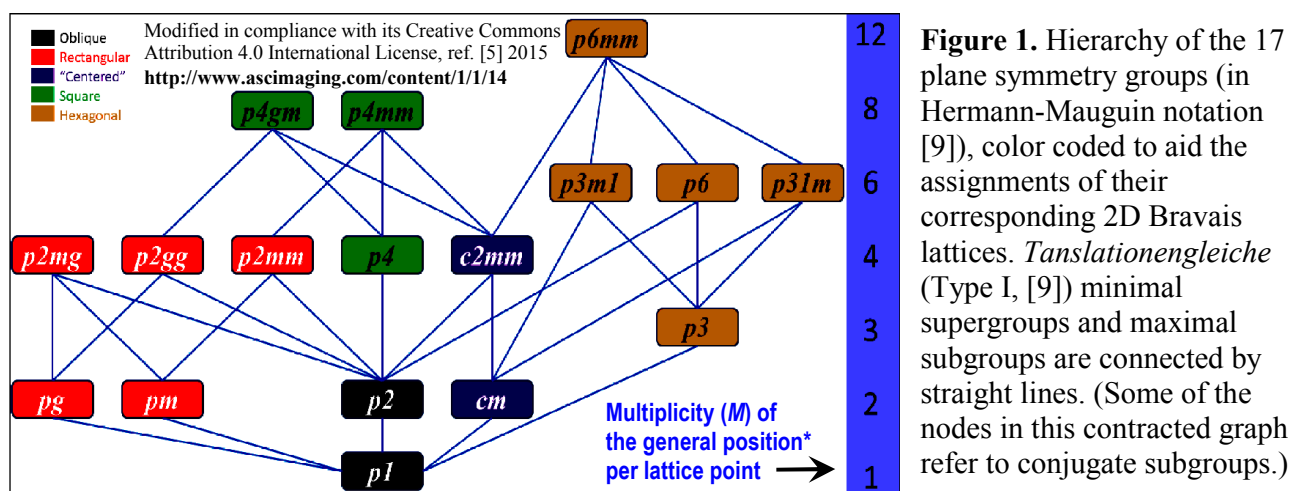 Oblique
Rectangular
"Centered"
Square
Hexagonal
Modified in compliance with its Creative Commons
Attribution 4.0 International License, ref. [5] 2015
http://www.ascimaging.com/content/1/1/14
p6mm
12
p4gm
p4mm
8
p3m1
p6
p31m
6
p2mg
p2gg
p2mm
p4
c2mm
4
p3
3
pg
pm
p2
cm
2
p1
Multiplicity (M) of
the general position*
per lattice point
1
Figure 1. Hierarchy of the 17
plane symmetry groups (in
Hermann-Mauguin notation
[9]), color coded to aid the
assignments of their
corresponding 2D Bravais
lattices. Tanslationengleiche
(Type I, [9]) minimal
supergroups and maximal
subgroups are connected by
straight lines. (Some of the
nodes in this contracted graph
refer to conjugate subgroups.)